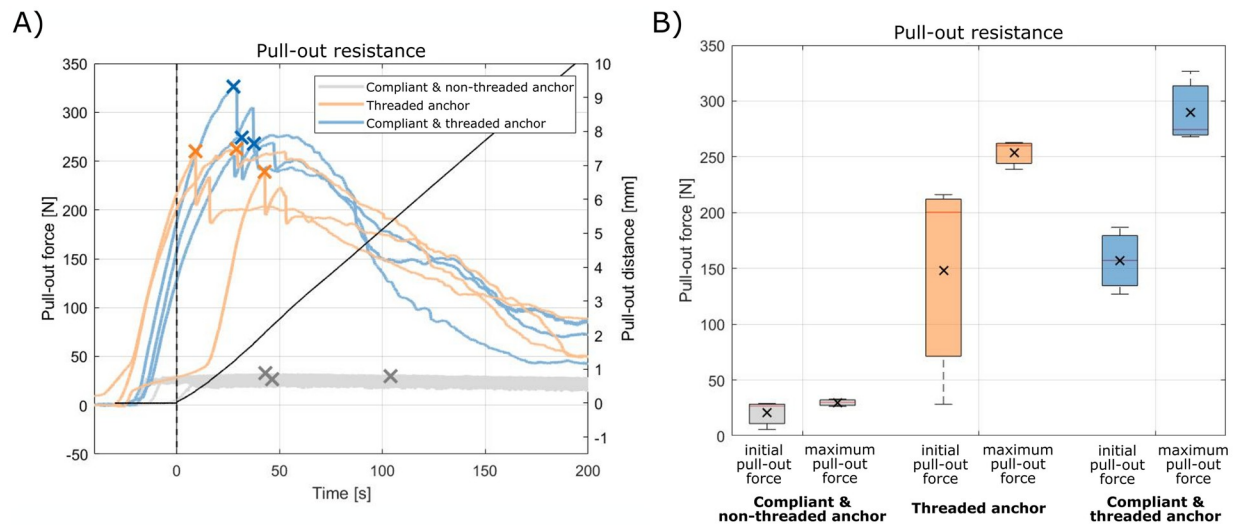 A)
Pull-out resistance
350
300
250
200
150
100
50
0
-50
Pull-out force [N]
0
50
100
150
200
Time [s]
10
9
8
7
6
5
4
3
2
1
0
-1
Pull-out distance [mm]
Compliant & non-threaded anchor
Threaded anchor
Compliant & threaded anchor
B)
Pull-out resistance
350
300
250
200
150
100
50
0
Pull-out force [N]
initial
pull-out
force
maximum
pull-out
force
initial
pull-out
force
maximum
pull-out
force
initial
pull-out
force
maximum
pull-out
force
Compliant &
non-threaded anchor
Threaded anchor
Compliant &
threaded anchor